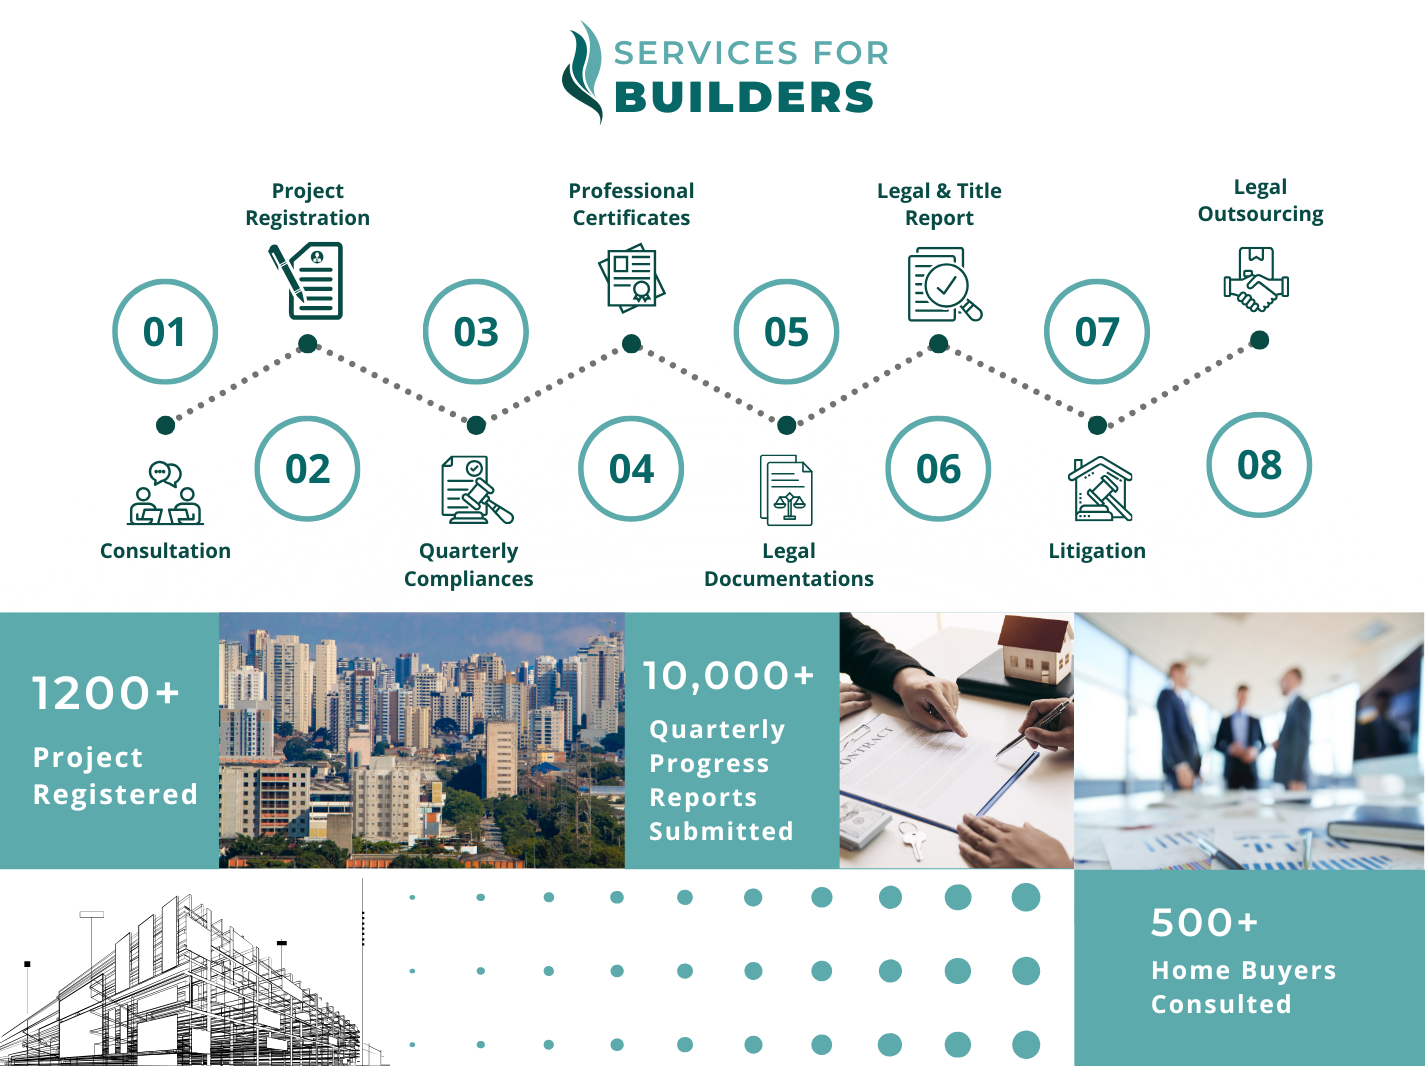 SERVICES FOR
BUILDERS
01
Consultation
Project
Registration
02
03
Quarterly
Compliances
Professional
Certificates
04
05
Legal
Documentations
Legal & Title
Report
06
07
Litigation
Legal
Outsourcing
08
1200+
Project
Registered
10,000+
Quarterly
Progress
Reports
Submitted
ONTRACT
500+
Home Buyers
Consulted